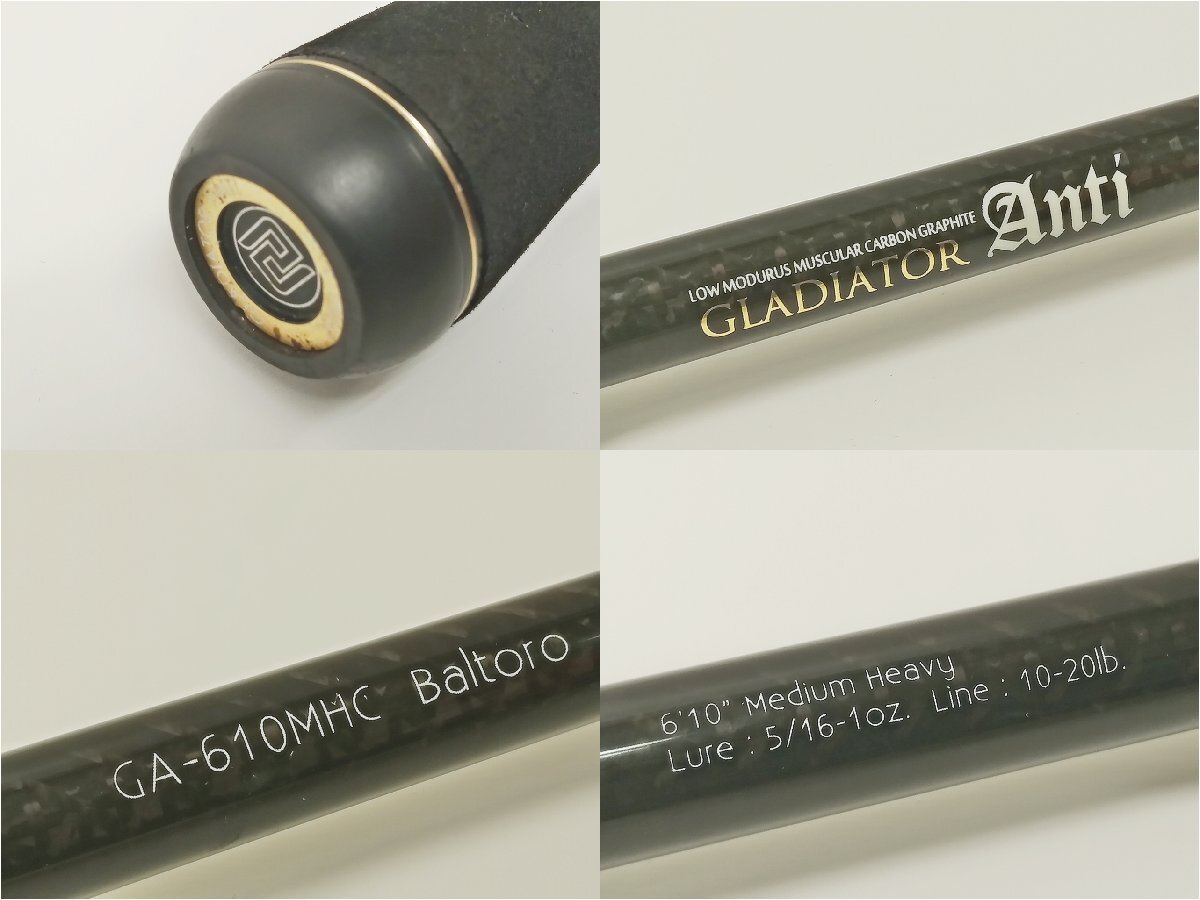 LOW MODURUS MUSCULAR CARBON GRAPHITE
GLADIATOR Anti
GA-610MHC Baltoro
6'10" Medium Heavy
Lure : 5/16-1oz. Line : 10-20lb.